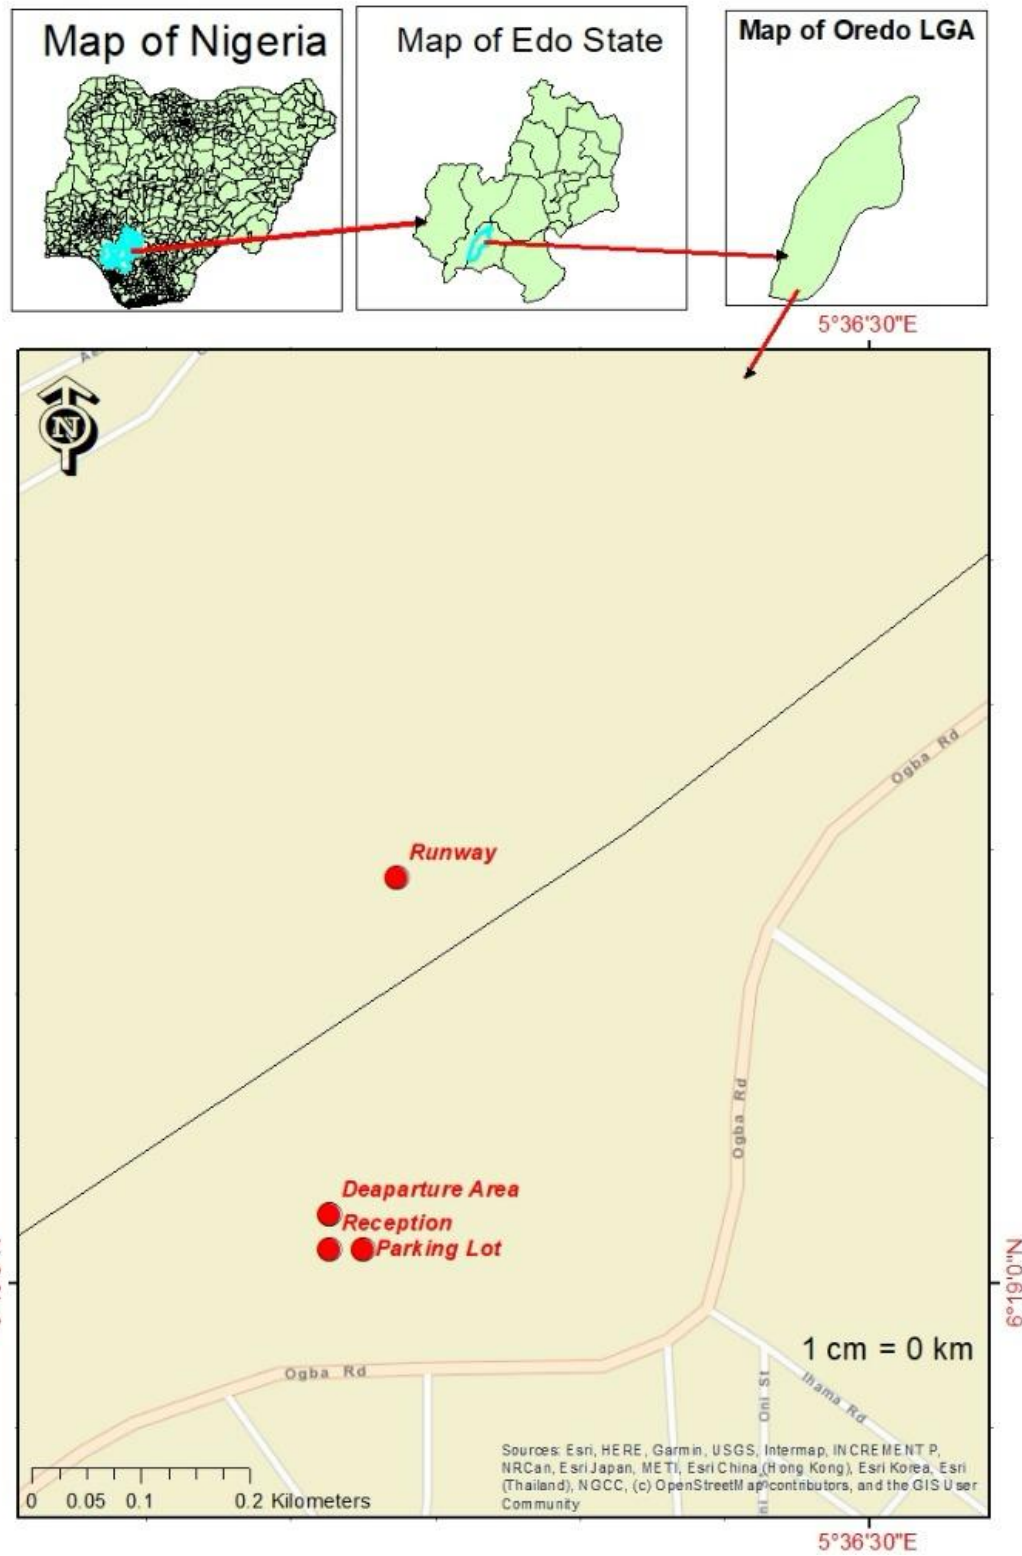 Map of Nigeria
Map of Edo State
Map of Oredo LGA
5°36'30"E
N
Ogba Rd
Runway
Ogba Rd
Deaparture Area
Reception
Parking Lot
6°19'0"N
1 cm = 0 km
Ogba Rd
Oni St
Ihama Rd
Sources: Esri, HERE, Garmin, USGS, Intermap, INCREMENT P,
NRCan, Esri Japan, METI, Esri China (Hong Kong), Esri Korea, Esri
(Thailand), NGCC, (c) OpenStreetMap contributors, and the GIS User
Community
0 0.05 0.1 0.2 Kilometers
5°36'30"E